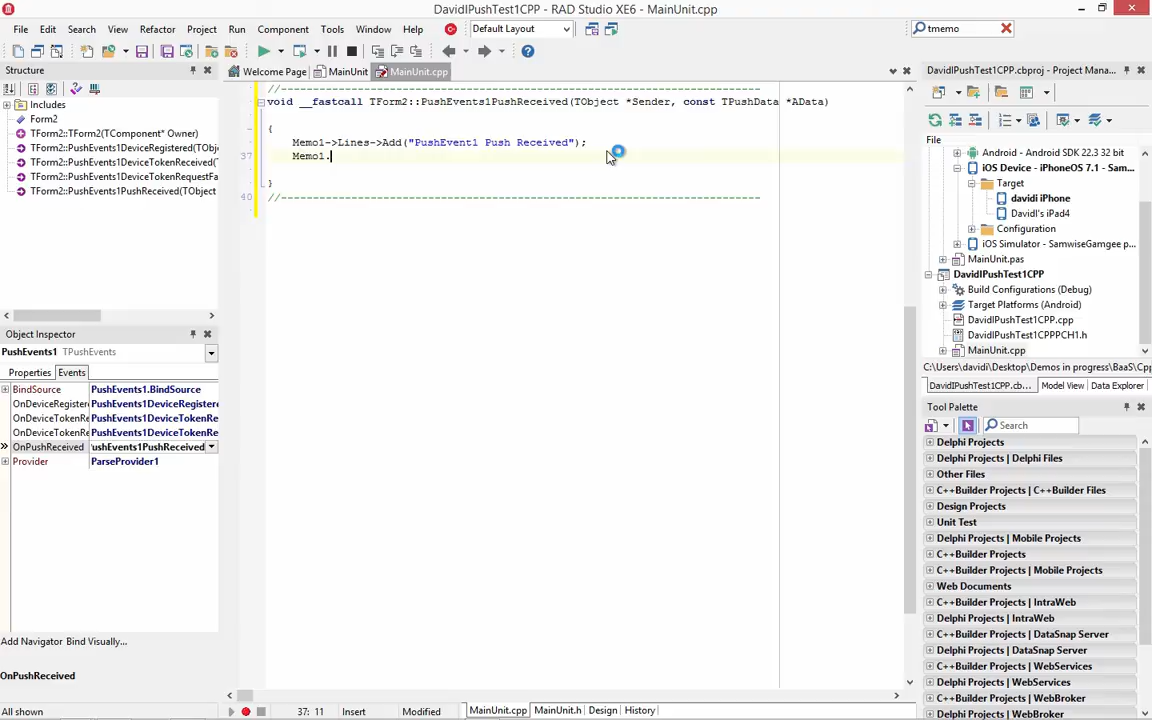 DavidIPushTest1CPP - RAD Studio XE6 - MainUnit.cpp
File Edit Search View Refactor Project Run Component Tools Window Help
Default Layout
tmemo
Structure
Welcome Page MainUnit MainUnit.cpp
DavidIPushTest1CPP.cbproj - Project Mana...
Includes
Form2
TForm2::TForm2(TComponent* Owner)
TForm2::PushEvents1DeviceRegistered(TObje
TForm2::PushEvents1DeviceTokenReceived(T
TForm2::PushEvents1DeviceTokenRequestFa
TForm2::PushEvents1PushReceived(TObject
//---------------------------------------------------------------------------
void __fastcall TForm2::PushEvents1PushReceived(TObject *Sender, const TPushData *AData)
{
Memo1->Lines->Add("PushEvent1 Push Received");
37 Memo1.
}
40 //---------------------------------------------------------------------------
File
Android - Android SDK 22.3 32 bit
iOS Device - iPhoneOS 7.1 - Sam...
Target
davidi iPhone
DavidI's iPad4
Configuration
iOS Simulator - SamwiseGamgee p...
MainUnit.pas
DavidIPushTest1CPP
Build Configurations (Debug)
Target Platforms (Android)
DavidIPushTest1CPP.cpp
DavidIPushTest1CPPPCH1.h
MainUnit.cpp
C:\Users\davidi\Desktop\Demos in progress\BaaS\Cpp
DavidIPushTest1CPP.cb... Model View Data Explorer
Object Inspector
PushEvents1 TPushEvents
Properties Events
BindSource PushEvents1.BindSource
OnDeviceRegistere PushEvents1DeviceRegistere
OnDeviceTokenRe PushEvents1DeviceTokenRe
OnDeviceTokenRe PushEvents1DeviceTokenRe
OnPushReceived ushEvents1PushReceived
Provider ParseProvider1
Add Navigator Bind Visually...
OnPushReceived
All shown
Tool Palette
Search
Delphi Projects
Delphi Projects | Delphi Files
Other Files
C++Builder Projects | C++Builder Files
Design Projects
Unit Test
Delphi Projects | Mobile Projects
C++Builder Projects
C++Builder Projects | Mobile Projects
Web Documents
C++Builder Projects | IntraWeb
Delphi Projects | IntraWeb
C++Builder Projects | DataSnap Server
Delphi Projects | DataSnap Server
C++Builder Projects | WebServices
Delphi Projects | WebServices
C++Builder Projects | WebBroker
Delphi Projects | WebBroker
37: 11 Insert Modified MainUnit.cpp MainUnit.h Design History